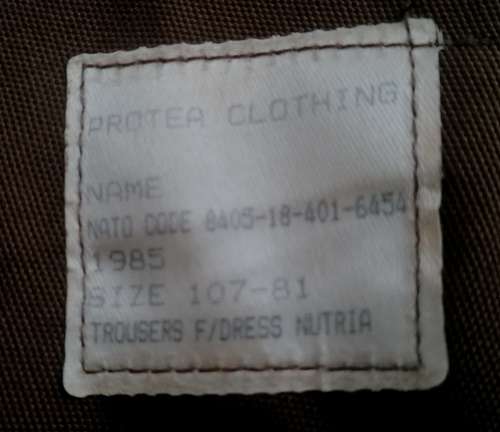 PROTEA CLOTHING
NAME
NATO CODE 8405-18-401-6454
1985
SIZE 107-81
TROUSERS F/DRESS NUTRIA